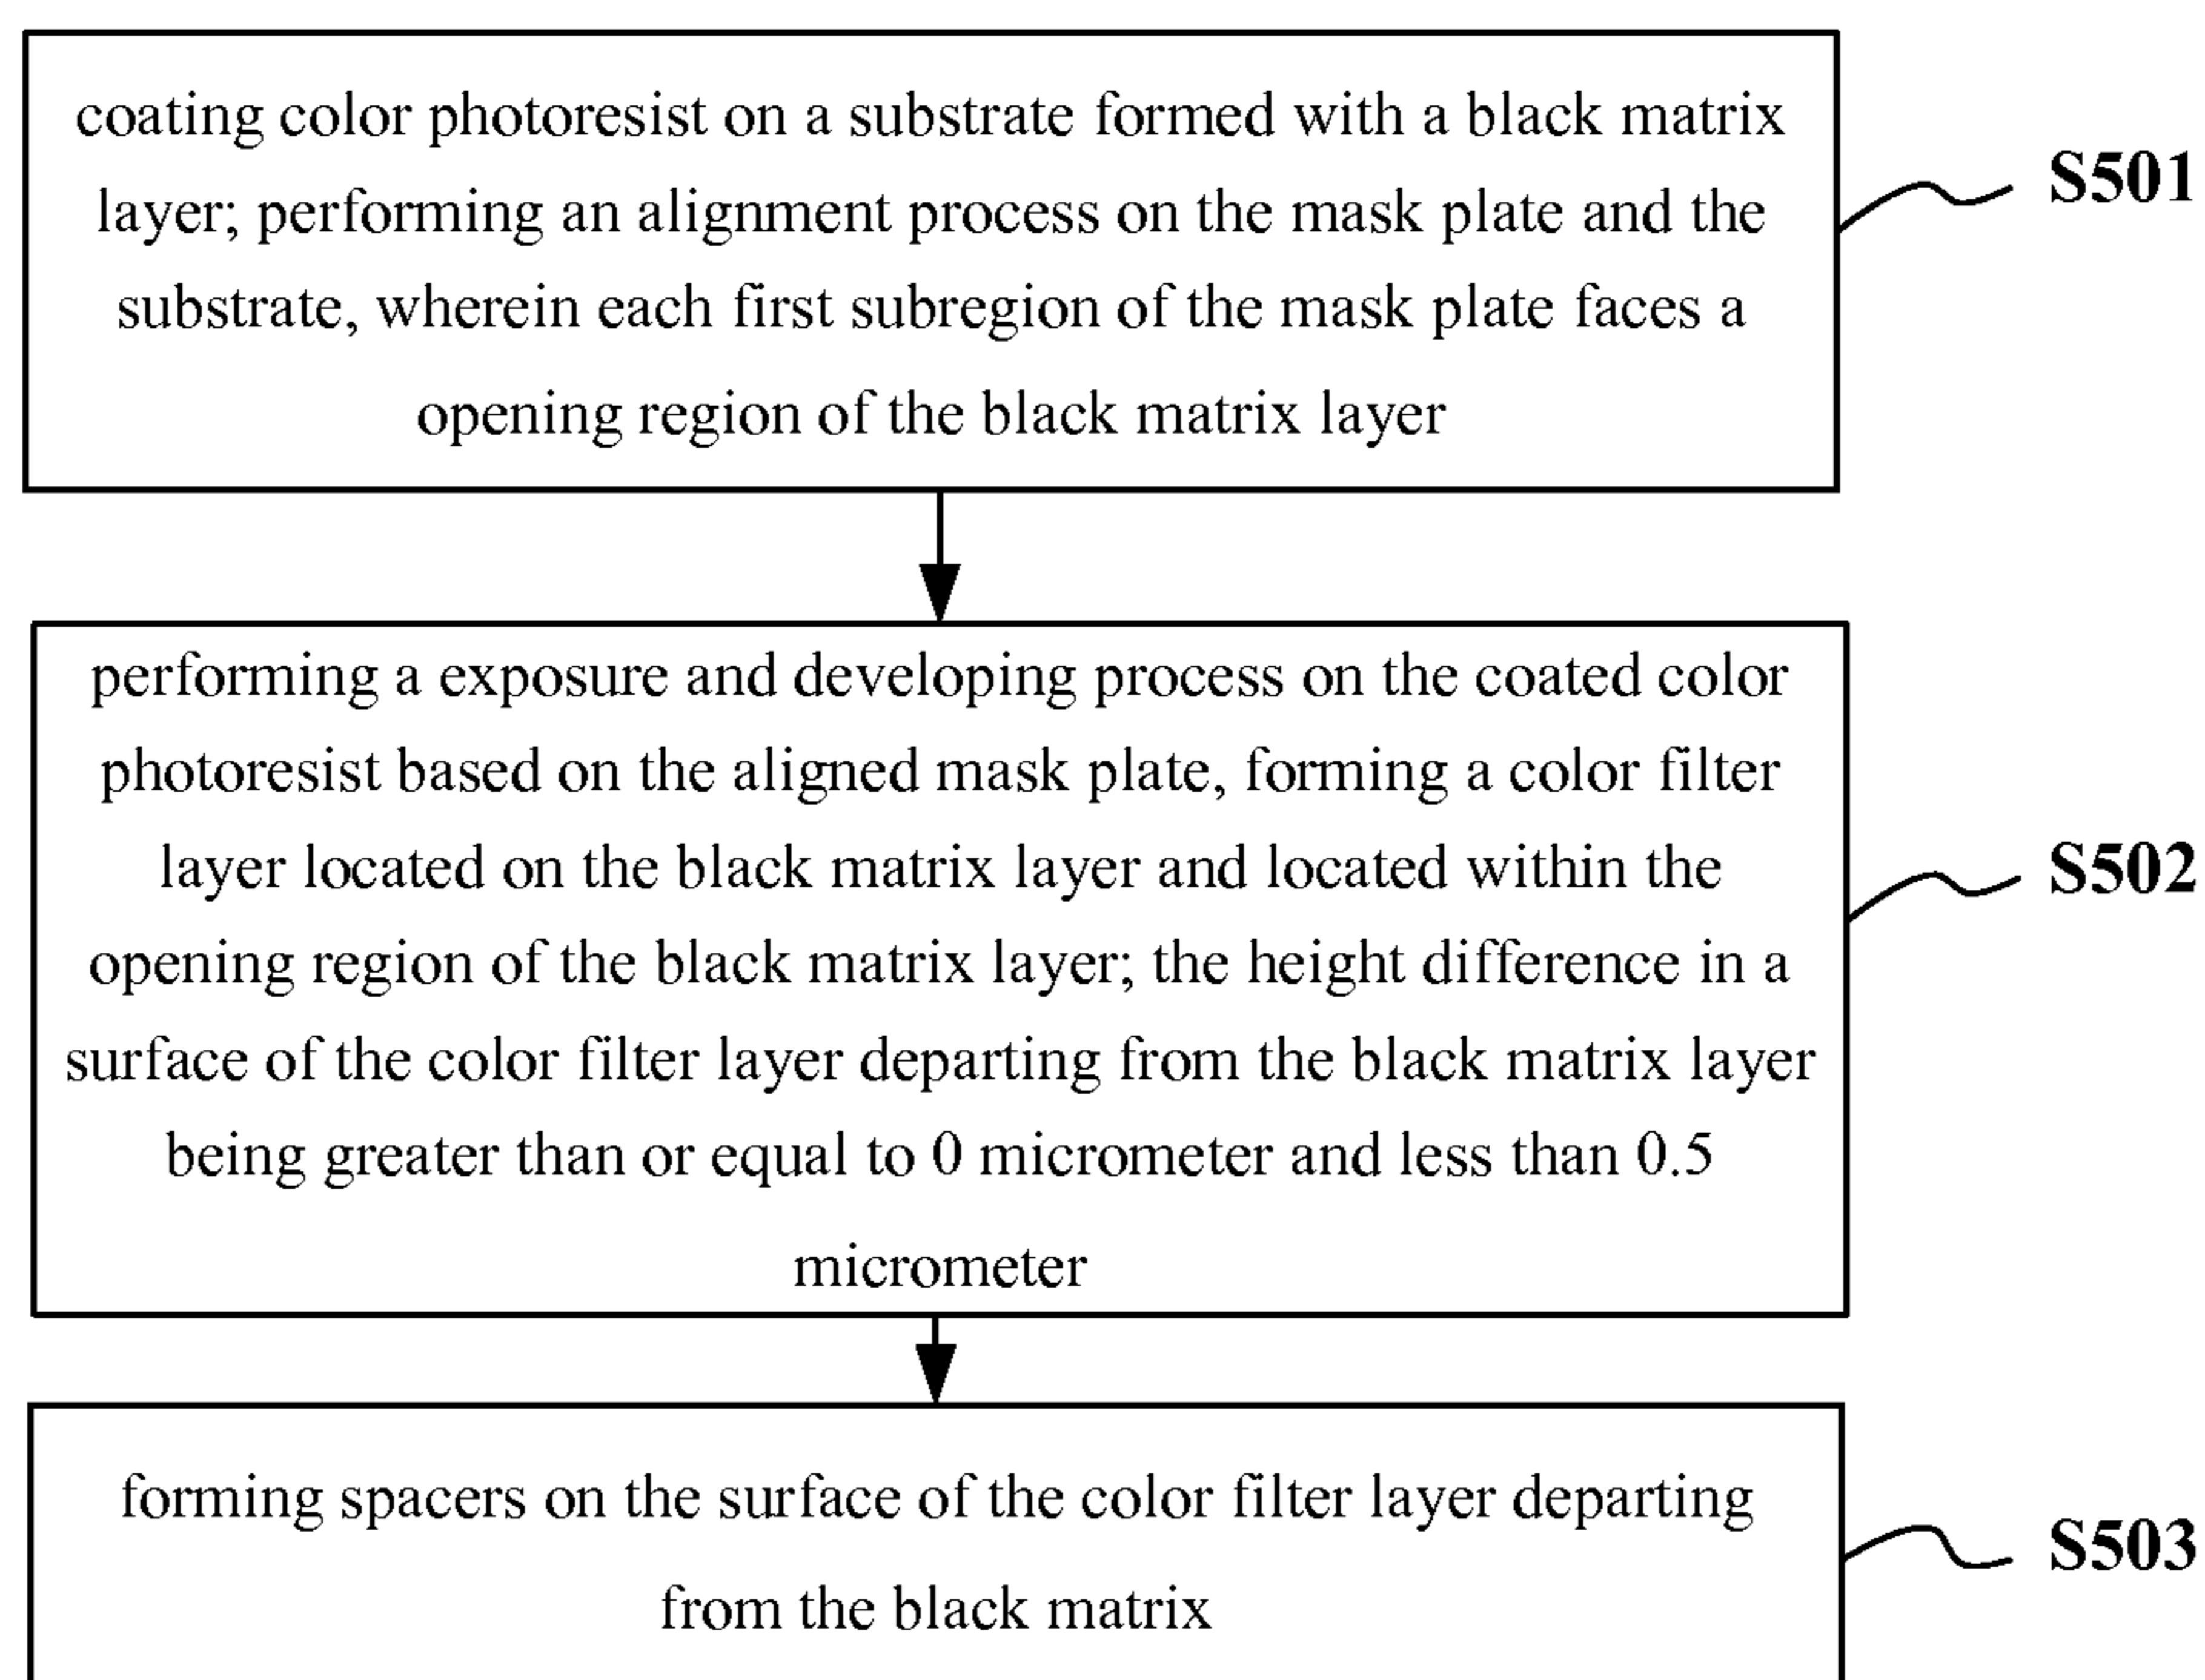 coating color photoresist on a substrate formed with a black matrix
layer; performing an alignment process on the mask plate and the
substrate, wherein each first subregion of the mask plate faces a
opening region of the black matrix layer
S501
performing a exposure and developing process on the coated color
photoresist based on the aligned mask plate, forming a color filter
layer located on the black matrix layer and located within the
opening region of the black matrix layer; the height difference in a
surface of the color filter layer departing from the black matrix layer
being greater than or equal to 0 micrometer and less than 0.5
micrometer
S502
forming spacers on the surface of the color filter layer departing
from the black matrix
S503